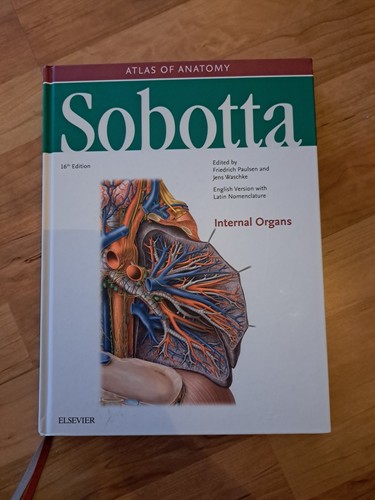 ATLAS OF ANATOMY
Sobotta
16th Edition
Edited by
Friedrich Paulsen and
Jens Waschke
English Version with
Latin Nomenclature
Internal Organs
ELSEVIER